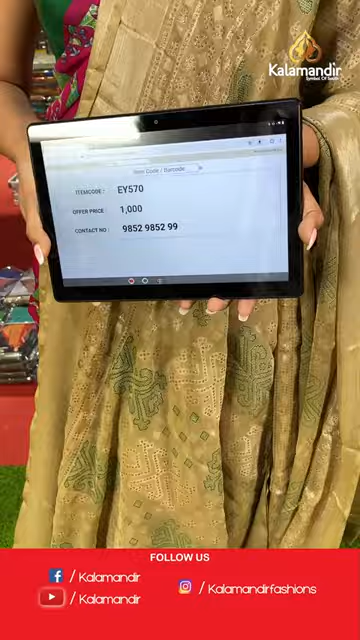 Kalamandir
Symbol Of Saree
Item Code / Barcode
ITEMCODE : EY570
OFFER PRICE : 1,000
CONTACT NO : 9852 9852 99
FOLLOW US
/ Kalamandir
/ Kalamandirfashions
/ Kalamandir